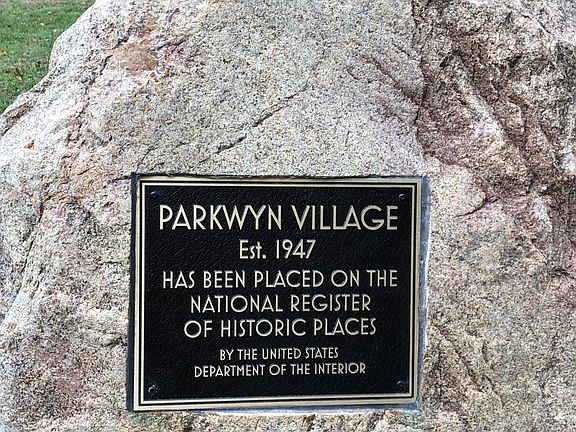 PARKWYN VILLAGE
Est. 1947
HAS BEEN PLACED ON THE
NATIONAL REGISTER
OF HISTORIC PLACES
BY THE UNITED STATES
DEPARTMENT OF THE INTERIOR